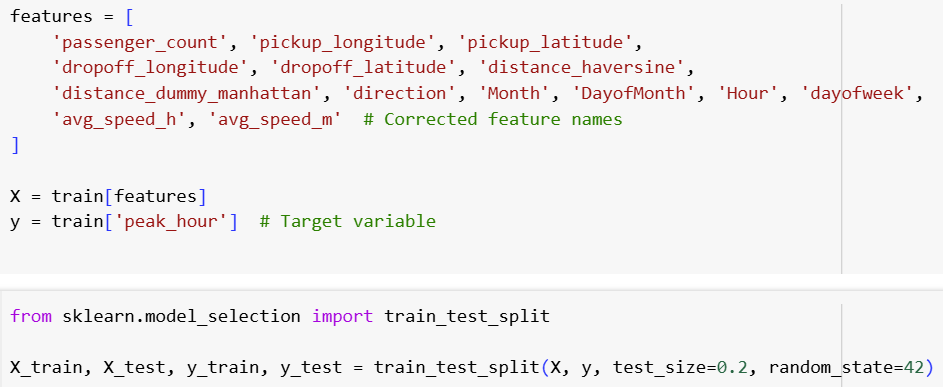 features = [
    'passenger_count', 'pickup_longitude', 'pickup_latitude',
    'dropoff_longitude', 'dropoff_latitude', 'distance_haversine',
    'distance_dummy_manhattan', 'direction', 'Month', 'DayofMonth', 'Hour', 'dayofweek',
    'avg_speed_h', 'avg_speed_m'  # Corrected feature names
]
X = train[features]
y = train['peak_hour']  # Target variable
from sklearn.model_selection import train_test_split
X_train, X_test, y_train, y_test = train_test_split(X, y, test_size=0.2, random_state=42)